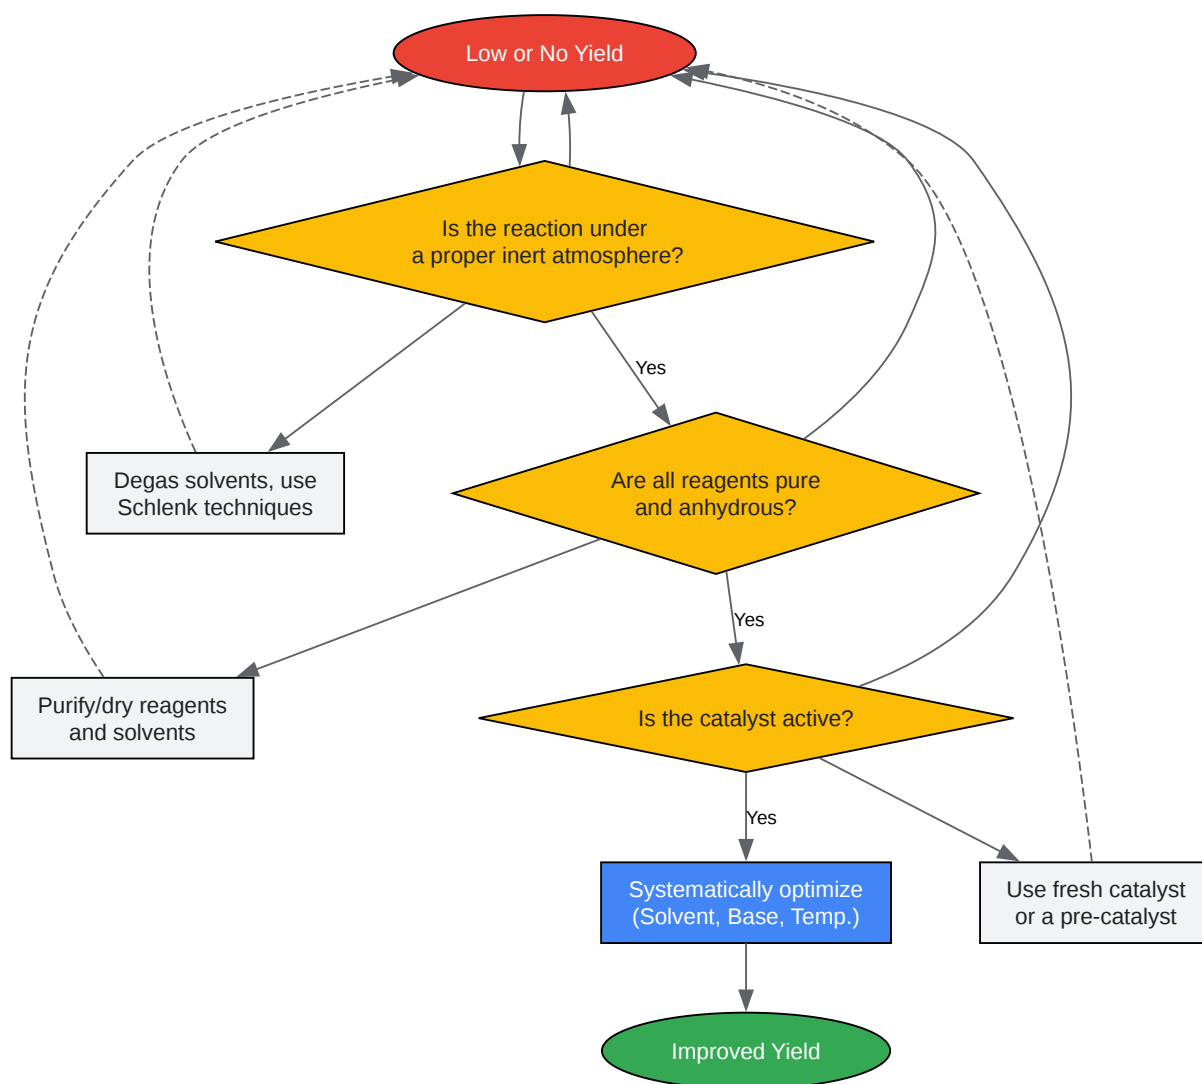 Low or No Yield
Is the reaction under
a proper inert atmosphere?
Yes
Degas solvents, use
Schlenk techniques
Are all reagents pure
and anhydrous?
Yes
Purify/dry reagents
and solvents
Is the catalyst active?
Yes
Systematically optimize
(Solvent, Base, Temp.)
Use fresh catalyst
or a pre-catalyst
Improved Yield